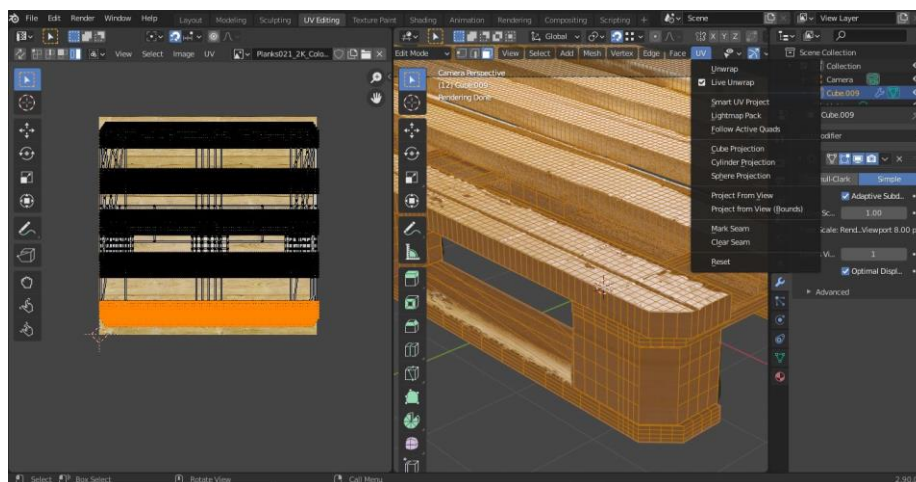 File Edit Render Window Help Layout Modeling Sculpting UV Editing Texture Paint Shading Animation Rendering Compositing Scripting + Scene View Layer
Global X Y Z
View Select Image UV Planks021_2K_Colo...
Edit Mode View Select Add Mesh Vertex Edge Face UV
Scene Collection
Collection
Camera
Cube.009
Camera Perspective
(12) Cube.009
Rendering Done
Unwrap
Live Unwrap
Smart UV Project
Lightmap Pack
Follow Active Quads
Cube Projection
Cylinder Projection
Sphere Projection
Project From View
Project from View (Bounds)
Mark Seam
Clear Seam
Reset
Cube.009
Simple
Adaptive Subd...
1.00
Viewport 8.00 p
1
Optimal Displ...
Advanced
Select Box Select Rotate View Call Menu 2.90